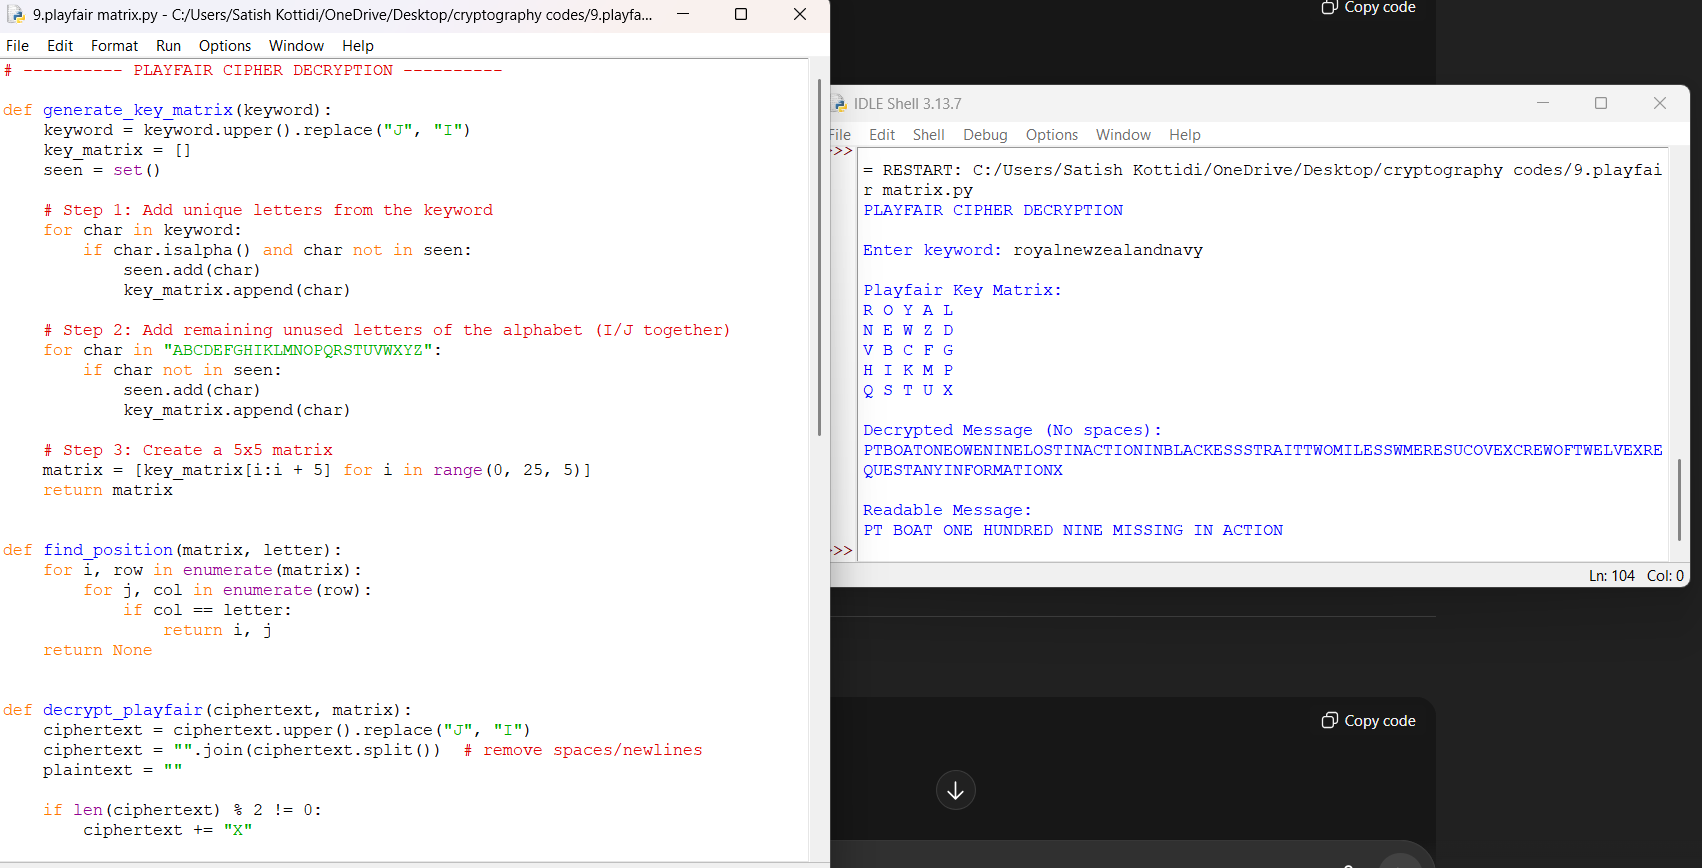 9.playfair matrix.py - C:/Users/Satish Kottidi/OneDrive/Desktop/cryptography codes/9.playfa...
File Edit Format Run Options Window Help
# ---------- PLAYFAIR CIPHER DECRYPTION ----------
def generate_key_matrix(keyword):
    keyword = keyword.upper().replace("J", "I")
    key_matrix = []
    seen = set()
    # Step 1: Add unique letters from the keyword
    for char in keyword:
        if char.isalpha() and char not in seen:
            seen.add(char)
            key_matrix.append(char)
    # Step 2: Add remaining unused letters of the alphabet (I/J together)
    for char in "ABCDEFGHIKLMNOPQRSTUVWXYZ":
        if char not in seen:
            seen.add(char)
            key_matrix.append(char)
    # Step 3: Create a 5x5 matrix
    matrix = [key_matrix[i:i + 5] for i in range(0, 25, 5)]
    return matrix
def find_position(matrix, letter):
    for i, row in enumerate(matrix):
        for j, col in enumerate(row):
            if col == letter:
                return i, j
    return None
def decrypt_playfair(ciphertext, matrix):
    ciphertext = ciphertext.upper().replace("J", "I")
    ciphertext = "".join(ciphertext.split())  # remove spaces/newlines
    plaintext = ""
    if len(ciphertext) % 2 != 0:
        ciphertext += "X"
Copy code
IDLE Shell 3.13.7
File Edit Shell Debug Options Window Help
>>>
= RESTART: C:/Users/Satish Kottidi/OneDrive/Desktop/cryptography codes/9.playfai
r matrix.py
PLAYFAIR CIPHER DECRYPTION
Enter keyword: royalnewzealandnavy
Playfair Key Matrix:
R O Y A L
N E W Z D
V B C F G
H I K M P
Q S T U X
Decrypted Message (No spaces):
PTBOATONEOWENINELOSTINACTIONINBLACKESSSTRAITTWOMILESSWMERESUCOVEXCREWOFTWELVEXRE
QUESTANYINFORMATIONX
Readable Message:
PT BOAT ONE HUNDRED NINE MISSING IN ACTION
>>>
Ln: 104 Col: 0
Copy code